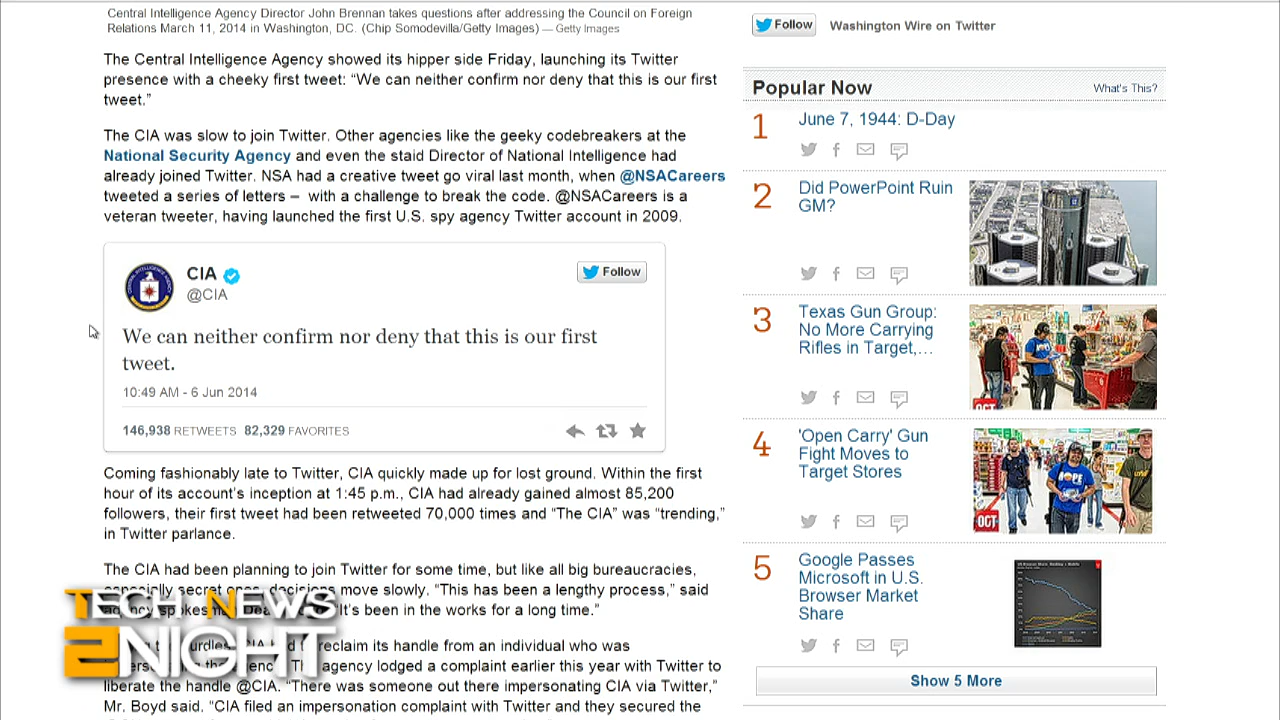 Central Intelligence Agency Director John Brennan takes questions after addressing the Council on Foreign
Relations March 11, 2014 in Washington, DC. (Chip Somodevilla/Getty Images) — Getty Images
The Central Intelligence Agency showed its hipper side Friday, launching its Twitter
presence with a cheeky first tweet: “We can neither confirm nor deny that this is our first
tweet.”
The CIA was slow to join Twitter. Other agencies like the geeky codebreakers at the
National Security Agency and even the staid Director of National Intelligence had
already joined Twitter. NSA had a creative tweet go viral last month, when @NSACareers
tweeted a series of letters – with a challenge to break the code. @NSACareers is a
veteran tweeter, having launched the first U.S. spy agency Twitter account in 2009.
CIA
@CIA
Follow
We can neither confirm nor deny that this is our first
tweet.
10:49 AM - 6 Jun 2014
146,938 RETWEETS 82,329 FAVORITES
Coming fashionably late to Twitter, CIA quickly made up for lost ground. Within the first
hour of its account’s inception at 1:45 p.m., CIA had already gained almost 85,200
followers, their first tweet had been retweeted 70,000 times and “The CIA” was “trending,”
in Twitter parlance.
The CIA had been planning to join Twitter for some time, but like all big bureaucracies,
move slowly. “This has been a lengthy process,” said
It’s been in the works for a long time.”
its handle from an individual who was
agency lodged a complaint earlier this year with Twitter to
liberate the handle @CIA. “There was someone out there impersonating CIA via Twitter,”
Mr. Boyd said. “CIA filed an impersonation complaint with Twitter and they secured the
TECH NEWS
2NIGHT
Follow Washington Wire on Twitter
Popular Now
What's This?
1 June 7, 1944: D-Day
2 Did PowerPoint Ruin
GM?
3 Texas Gun Group:
No More Carrying
Rifles in Target,…
OCT
4 'Open Carry' Gun
Fight Moves to
Target Stores
HOPE
OCT
5 Google Passes
Microsoft in U.S.
Browser Market
Share
Show 5 More